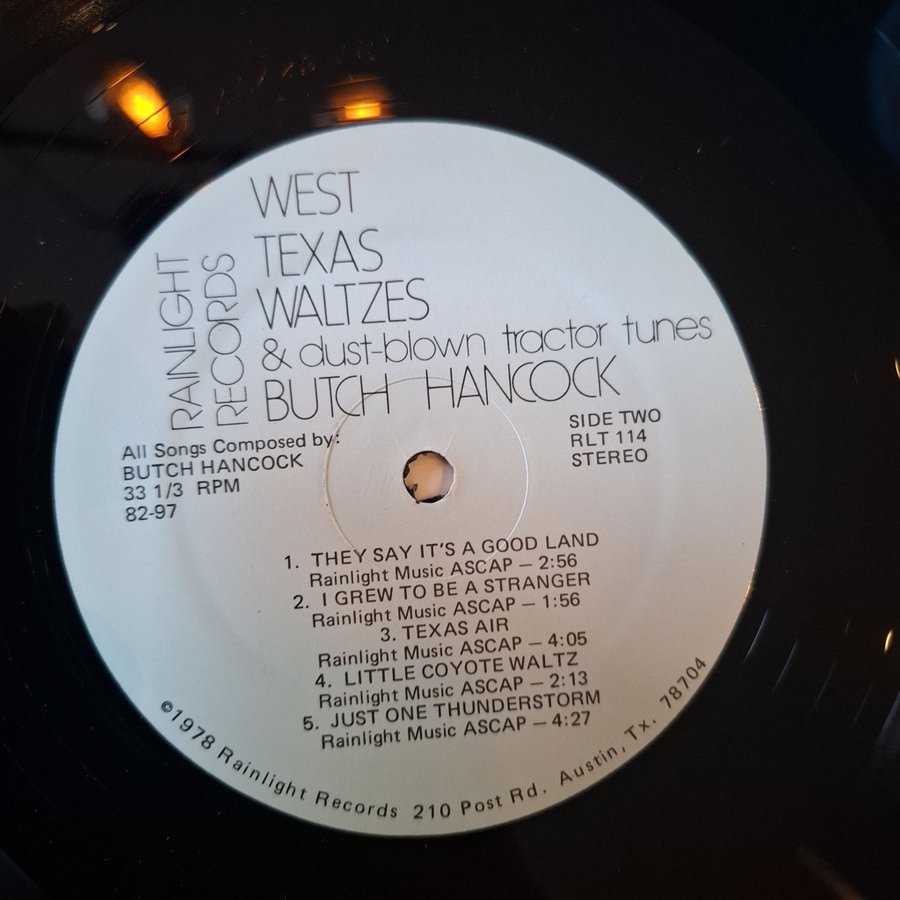 RAINLIGHT
RECORDS
WEST
TEXAS
WALTZES
& dust-blown tractor tunes
BUTCH HANCOCK
All Songs Composed by:
BUTCH HANCOCK
33 1/3 RPM
82-97
SIDE TWO
RLT 114
STEREO
1. THEY SAY IT'S A GOOD LAND
Rainlight Music ASCAP — 2:56
2. I GREW TO BE A STRANGER
Rainlight Music ASCAP — 1:56
3. TEXAS AIR
Rainlight Music ASCAP — 4:05
4. LITTLE COYOTE WALTZ
Rainlight Music ASCAP — 2:13
5. JUST ONE THUNDERSTORM
Rainlight Music ASCAP — 4:27
©1978 Rainlight Records 210 Post Rd. Austin, Tx. 78704